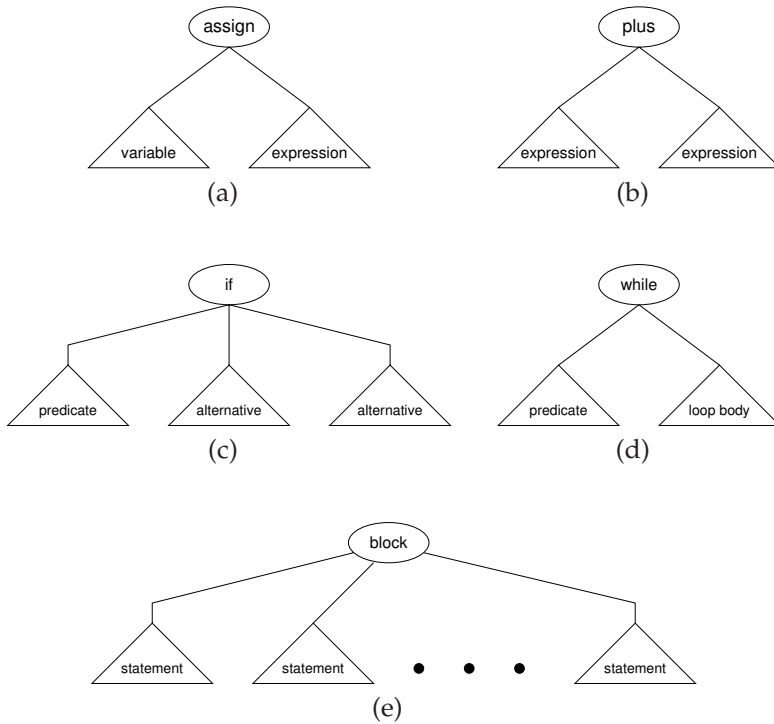 assign
plus
variable
expression
expression
expression
(a)
(b)
if
while
predicate
alternative
alternative
predicate
loop body
(c)
(d)
block
statement
statement
statement
(e)